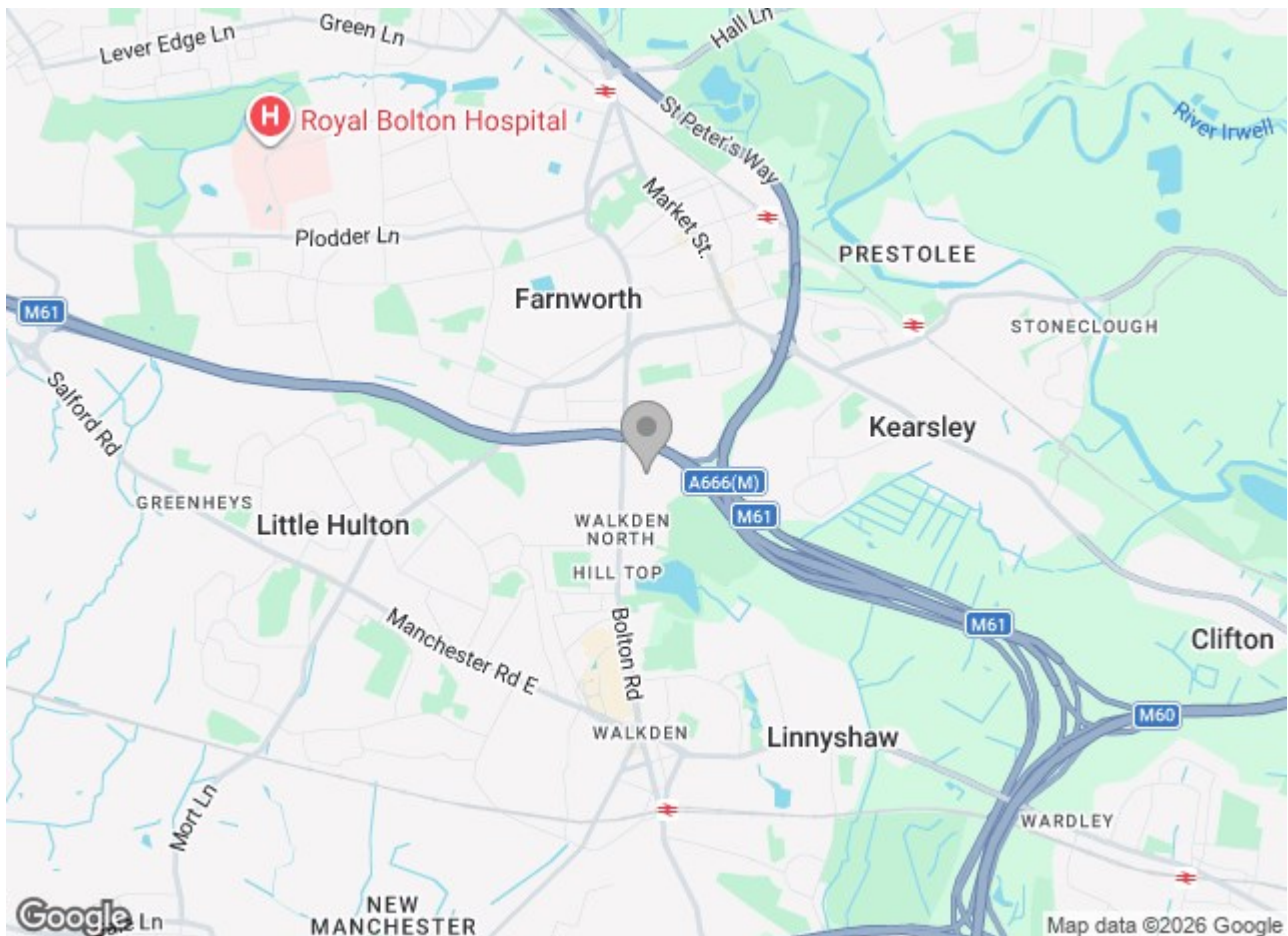 Lever Edge Ln
Green Ln
Hall Ln
H
Royal Bolton Hospital
St Peter's Way
River Irwell
Market St.
Plodder Ln
PRESTOLEE
Farnworth
M61
STONECLOUGH
Salford Rd
Kearsley
A666(M)
M61
GREENHEYS
Little Hulton
WALKDEN
NORTH
HILL TOP
Bolton Rd
M61
Manchester Rd E
Clifton
M60
WALKDEN
Linnyshaw
Mort Ln
WARDLEY
NEW
MANCHESTER
Google
Ln
Map data ©2026 Google